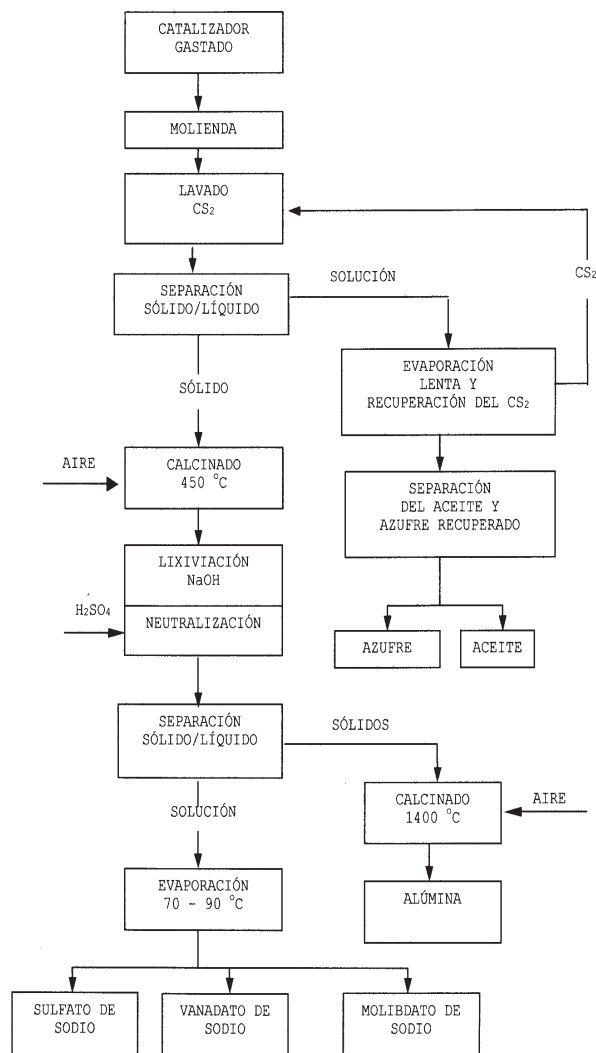 CATALIZADOR
GASTADO
MOLIENDA
LAVADO
CS₂
SEPARACIÓN
SÓLIDO/LÍQUIDO
SOLUCIÓN
CS₂
EVAPORACIÓN
LENTA Y
RECUPERACIÓN DEL CS₂
SÓLIDO
AIRE
CALCINADO
450 °C
SEPARACIÓN
DEL ACEITE Y
AZUFRE RECUPERADO
LIXIVIACIÓN
NaOH
H₂SO₄
NEUTRALIZACIÓN
AZUFRE
ACEITE
SEPARACIÓN
SÓLIDO/LÍQUIDO
SÓLIDOS
CALCINADO
1400 °C
AIRE
SOLUCIÓN
EVAPORACIÓN
70 – 90 °C
ALÚMINA
SULFATO DE
SODIO
VANADATO DE
SODIO
MOLIBDATO DE
SODIO